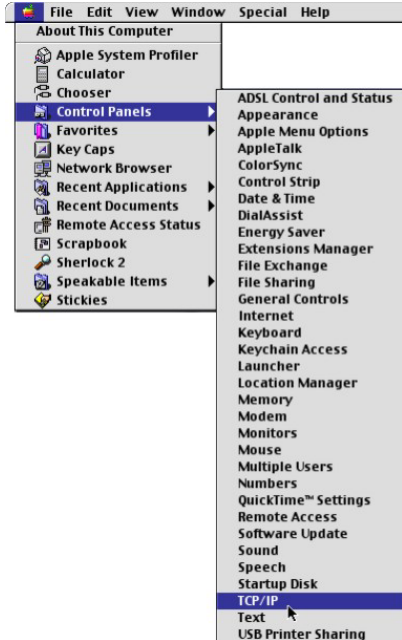 File Edit View Window Special Help
About This Computer
Apple System Profiler
Calculator
Chooser
Control Panels
Favorites
Key Caps
Network Browser
Recent Applications
Recent Documents
Remote Access Status
Scrapbook
Sherlock 2
Speakable Items
Stickies
ADSL Control and Status
Appearance
Apple Menu Options
AppleTalk
ColorSync
Control Strip
Date & Time
DialAssist
Energy Saver
Extensions Manager
File Exchange
File Sharing
General Controls
Internet
Keyboard
Keychain Access
Launcher
Location Manager
Memory
Modem
Monitors
Mouse
Multiple Users
Numbers
QuickTime™ Settings
Remote Access
Software Update
Sound
Speech
Startup Disk
TCP/IP
Text
USB Printer Sharing